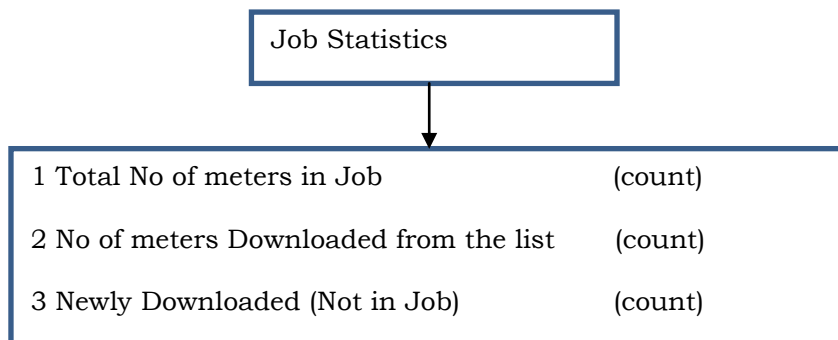 Job Statistics
1 Total No of meters in Job (count)
2 No of meters Downloaded from the list (count)
3 Newly Downloaded (Not in Job) (count)